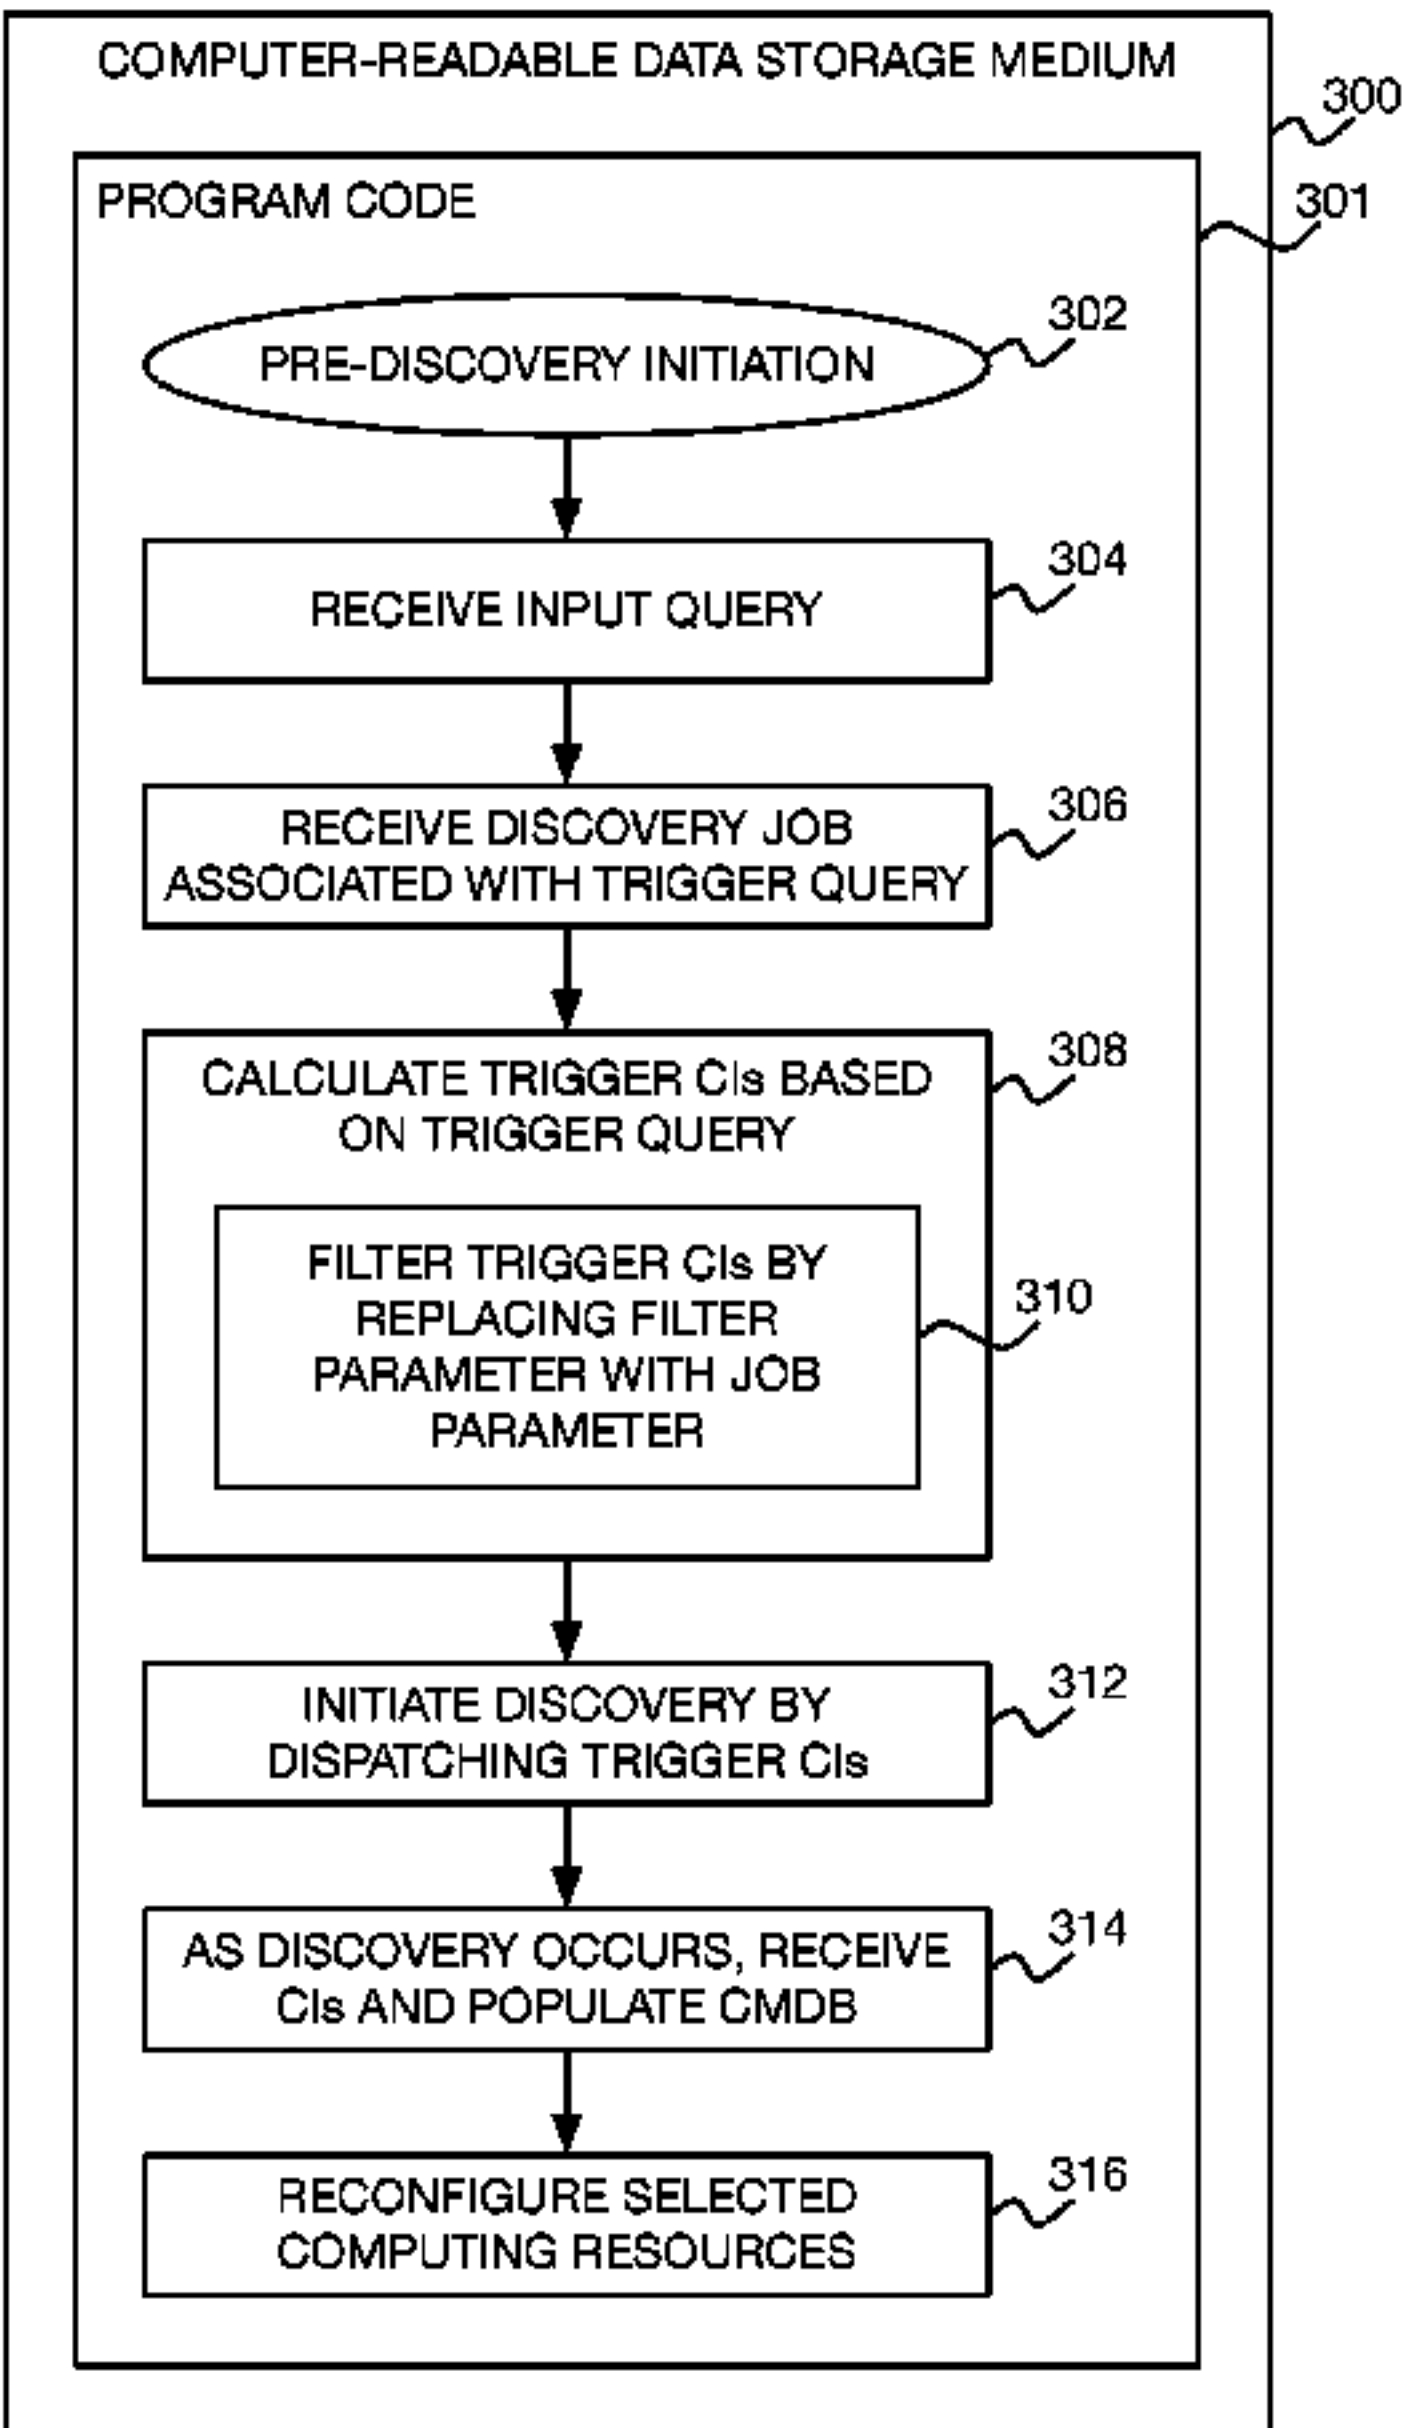 COMPUTER-READABLE DATA STORAGE MEDIUM
300
PROGRAM CODE
301
PRE-DISCOVERY INITIATION
302
RECEIVE INPUT QUERY
304
RECEIVE DISCOVERY JOB
ASSOCIATED WITH TRIGGER QUERY
306
CALCULATE TRIGGER CIs BASED
ON TRIGGER QUERY
308
FILTER TRIGGER CIs BY
REPLACING FILTER
PARAMETER WITH JOB
PARAMETER
310
INITIATE DISCOVERY BY
DISPATCHING TRIGGER CIs
312
AS DISCOVERY OCCURS, RECEIVE
CIs AND POPULATE CMDB
314
RECONFIGURE SELECTED
COMPUTING RESOURCES
316